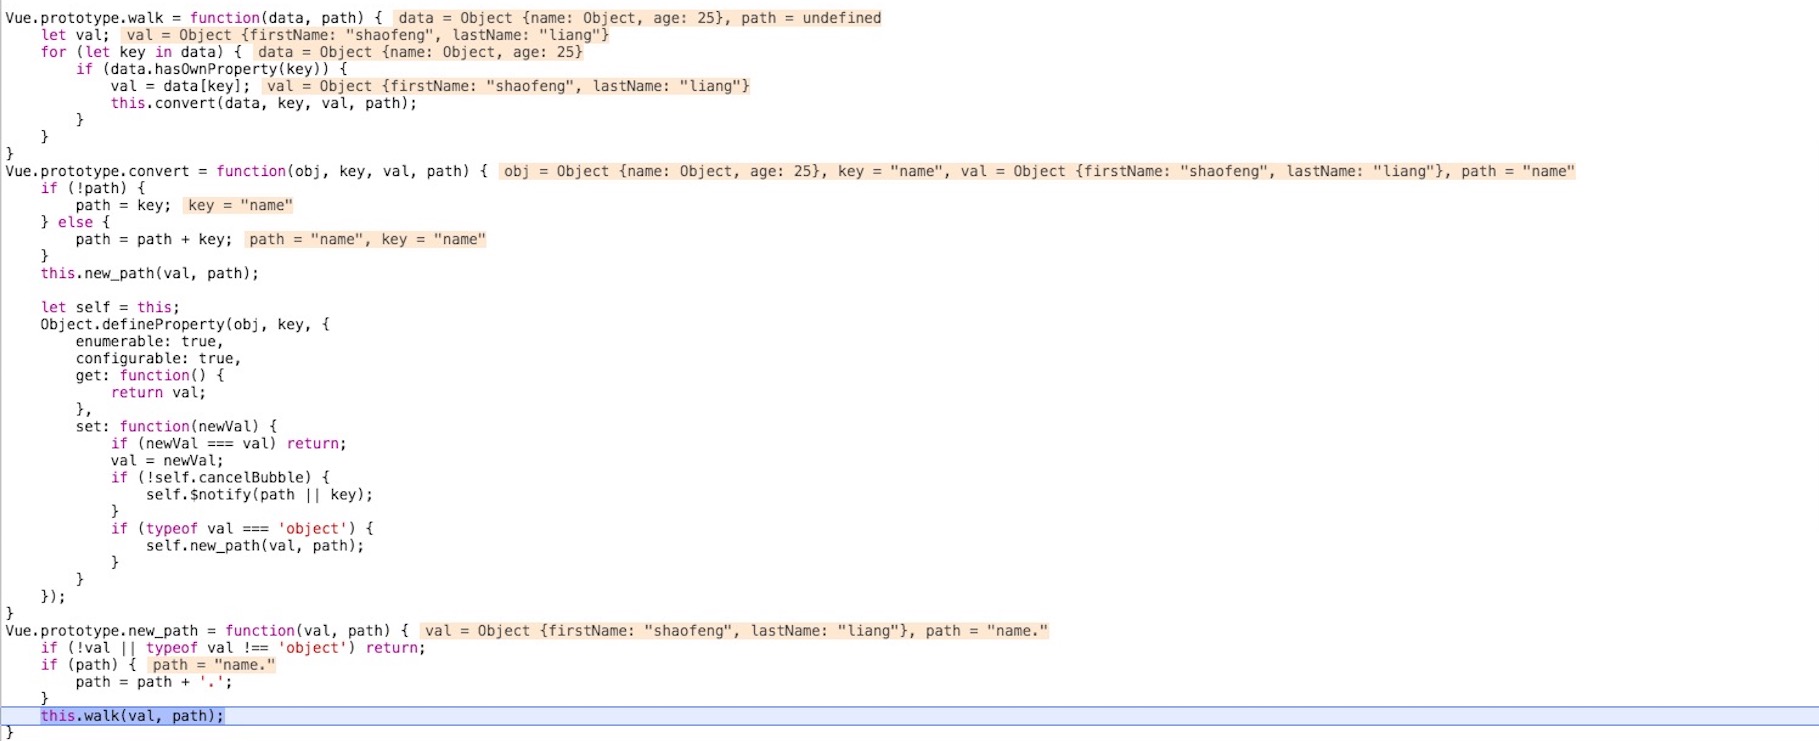 Vue.prototype.walk = function(data, path) { data = Object {name: Object, age: 25}, path = undefined
    let val; val = Object {firstName: "shaofeng", lastName: "liang"}
    for (let key in data) { data = Object {name: Object, age: 25}
        if (data.hasOwnProperty(key)) {
            val = data[key]; val = Object {firstName: "shaofeng", lastName: "liang"}
            this.convert(data, key, val, path);
        }
    }
}
Vue.prototype.convert = function(obj, key, val, path) { obj = Object {name: Object, age: 25}, key = "name", val = Object {firstName: "shaofeng", lastName: "liang"}, path = "name"
    if (!path) {
        path = key; key = "name"
    } else {
        path = path + key; path = "name", key = "name"
    }
    this.new_path(val, path);

    let self = this;
    Object.defineProperty(obj, key, {
        enumerable: true,
        configurable: true,
        get: function() {
            return val;
        },
        set: function(newVal) {
            if (newVal === val) return;
            val = newVal;
            if (!self.cancelBubble) {
                self.$notify(path || key);
            }
            if (typeof val === 'object') {
                self.new_path(val, path);
            }
        }
    });
}
Vue.prototype.new_path = function(val, path) { val = Object {firstName: "shaofeng", lastName: "liang"}, path = "name."
    if (!val || typeof val !== 'object') return;
    if (path) { path = "name."
        path = path + '.';
    }
    this.walk(val, path);
}